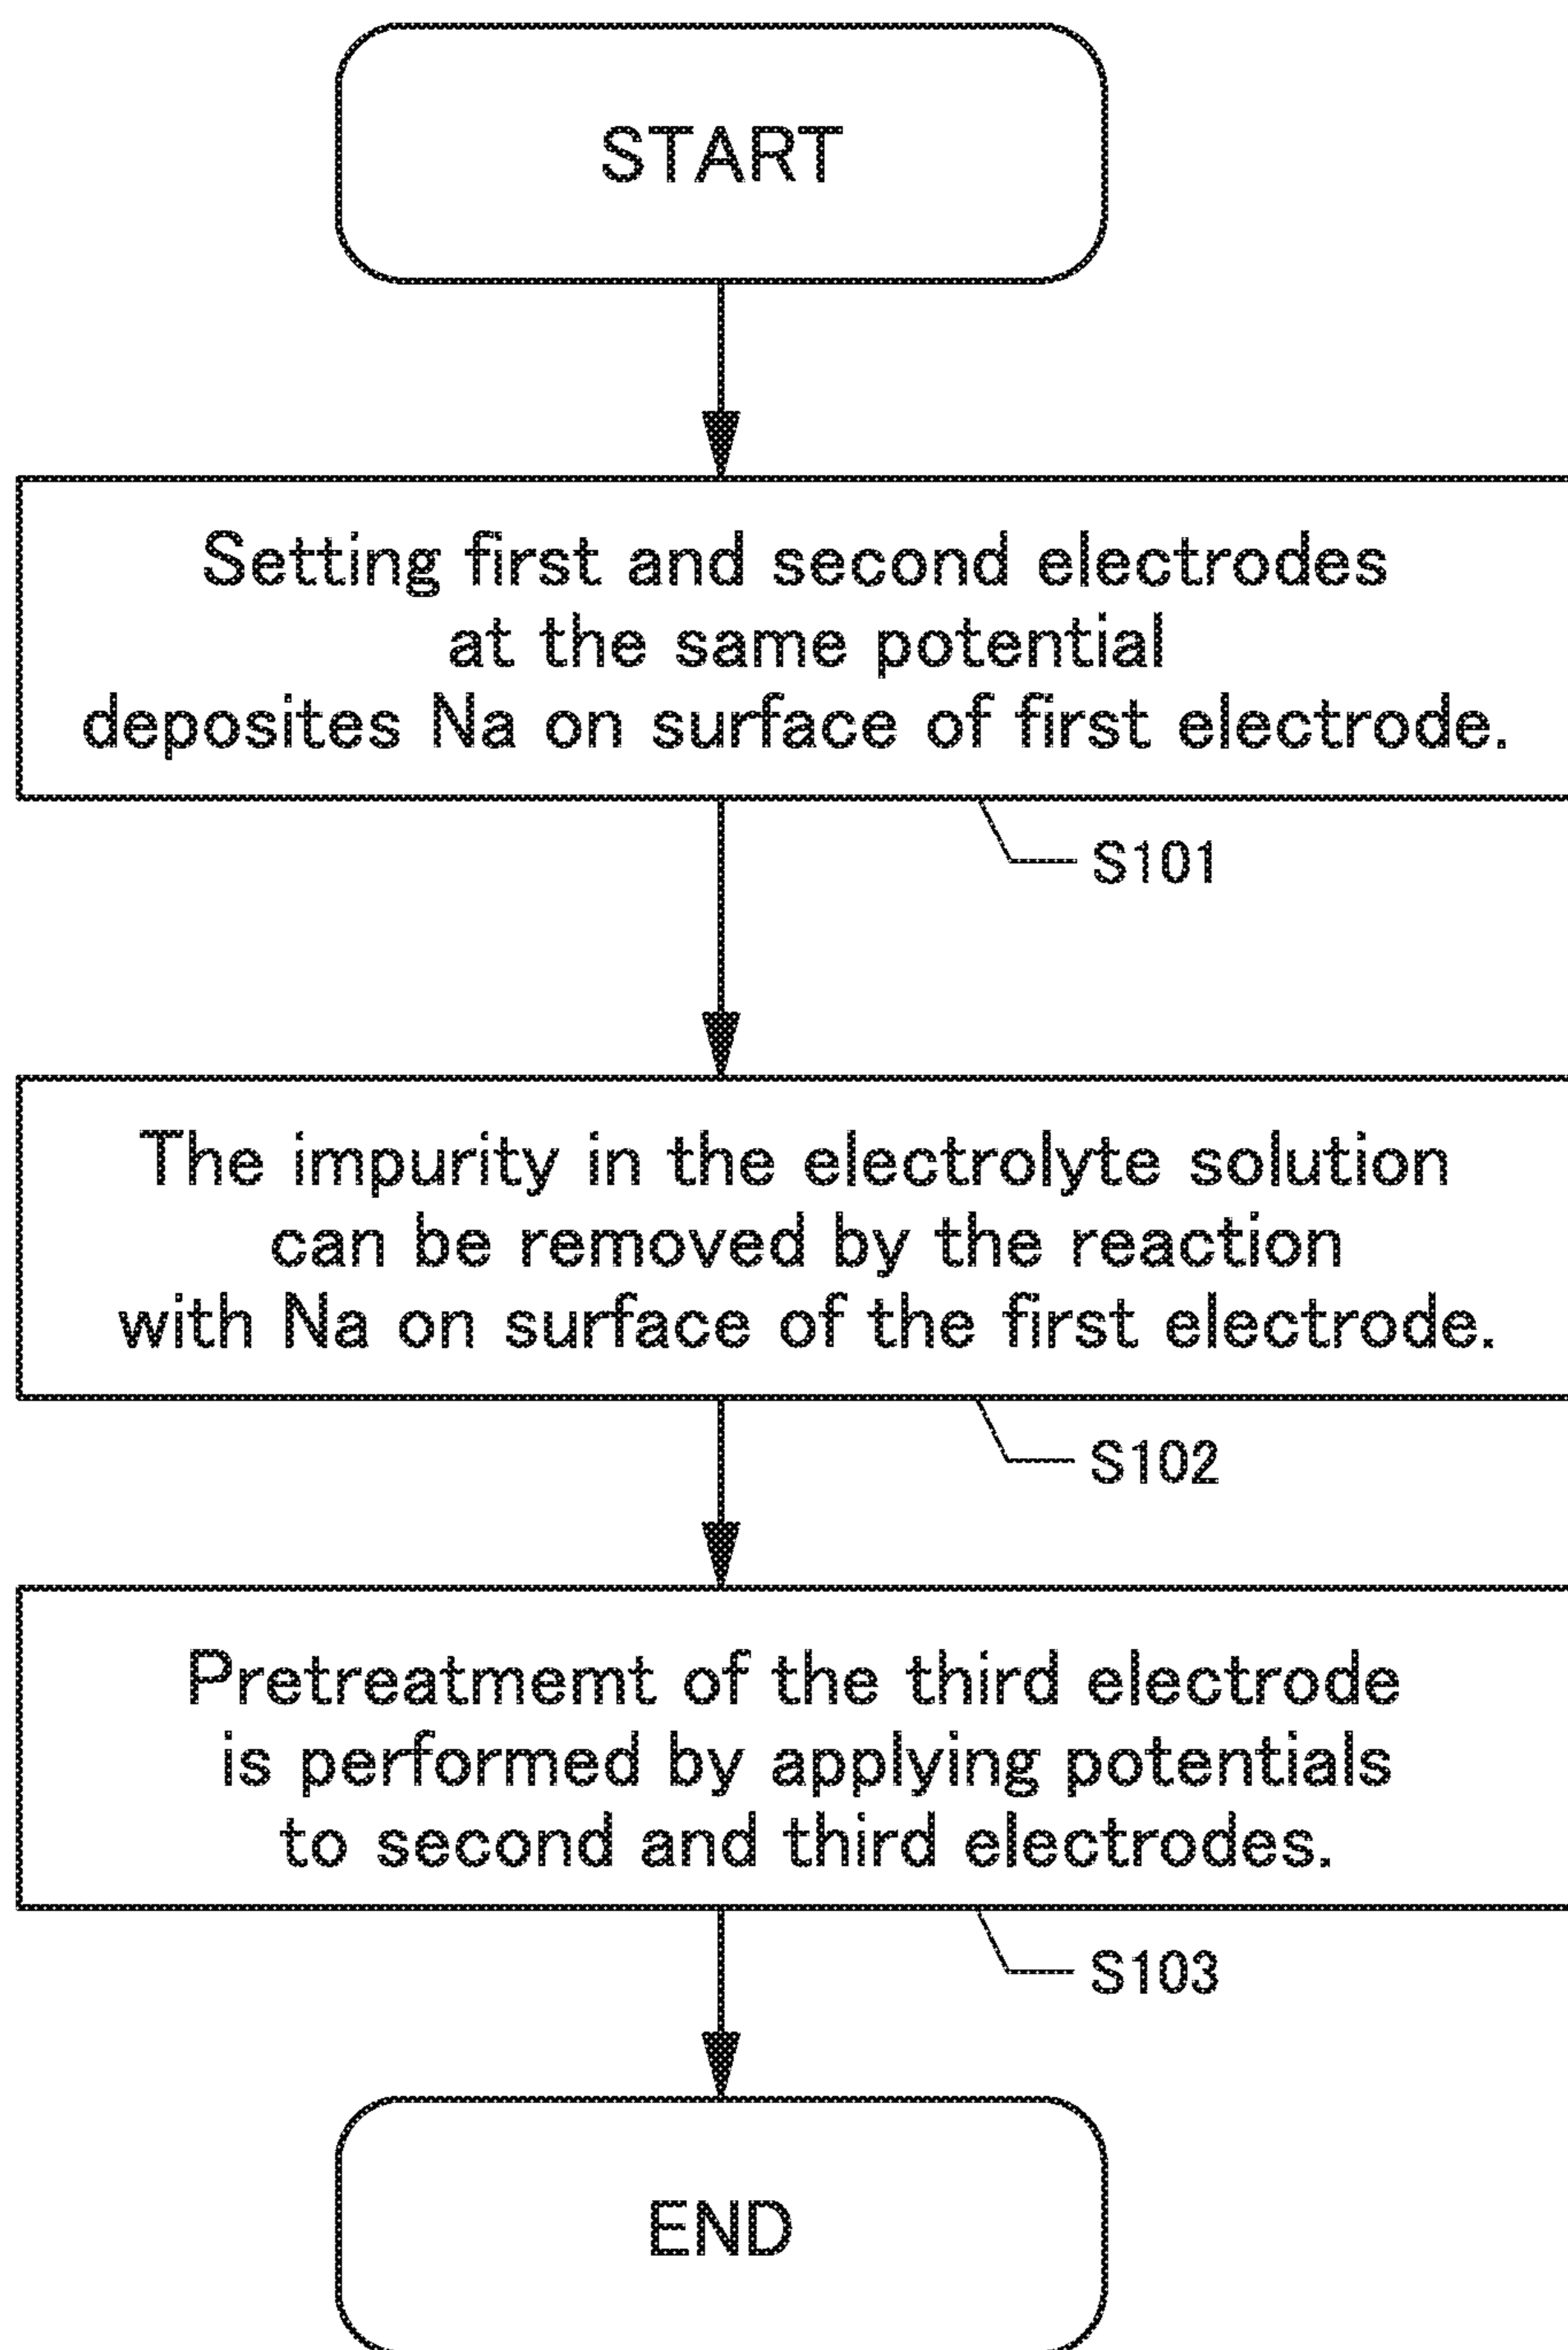 START
Setting first and second electrodes
at the same potential
deposites Na on surface of first electrode.
S101
The impurity in the electrolyte solution
can be removed by the reaction
with Na on surface of the first electrode.
S102
Pretreatmemt of the third electrode
is performed by applying potentials
to second and third electrodes.
S103
END